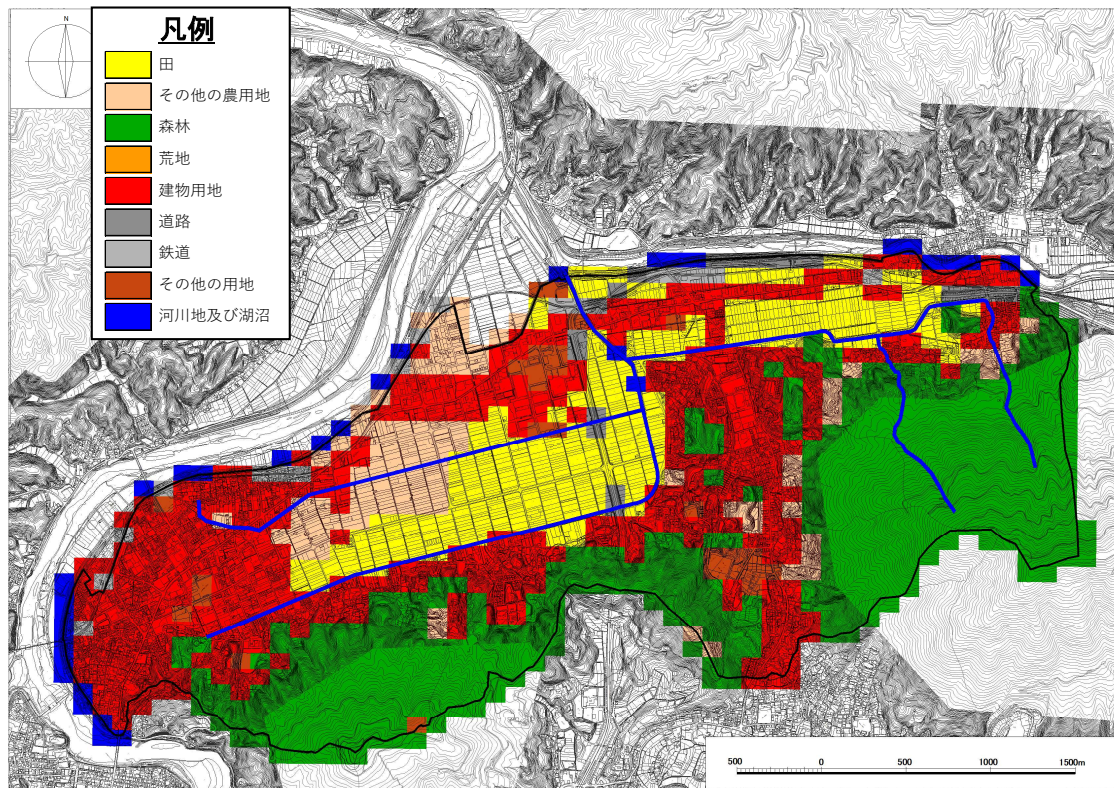 N
凡例
田
その他の農用地
森林
荒地
建物用地
道路
鉄道
その他の用地
河川地及び湖沼
500 0 500 1000 1500m